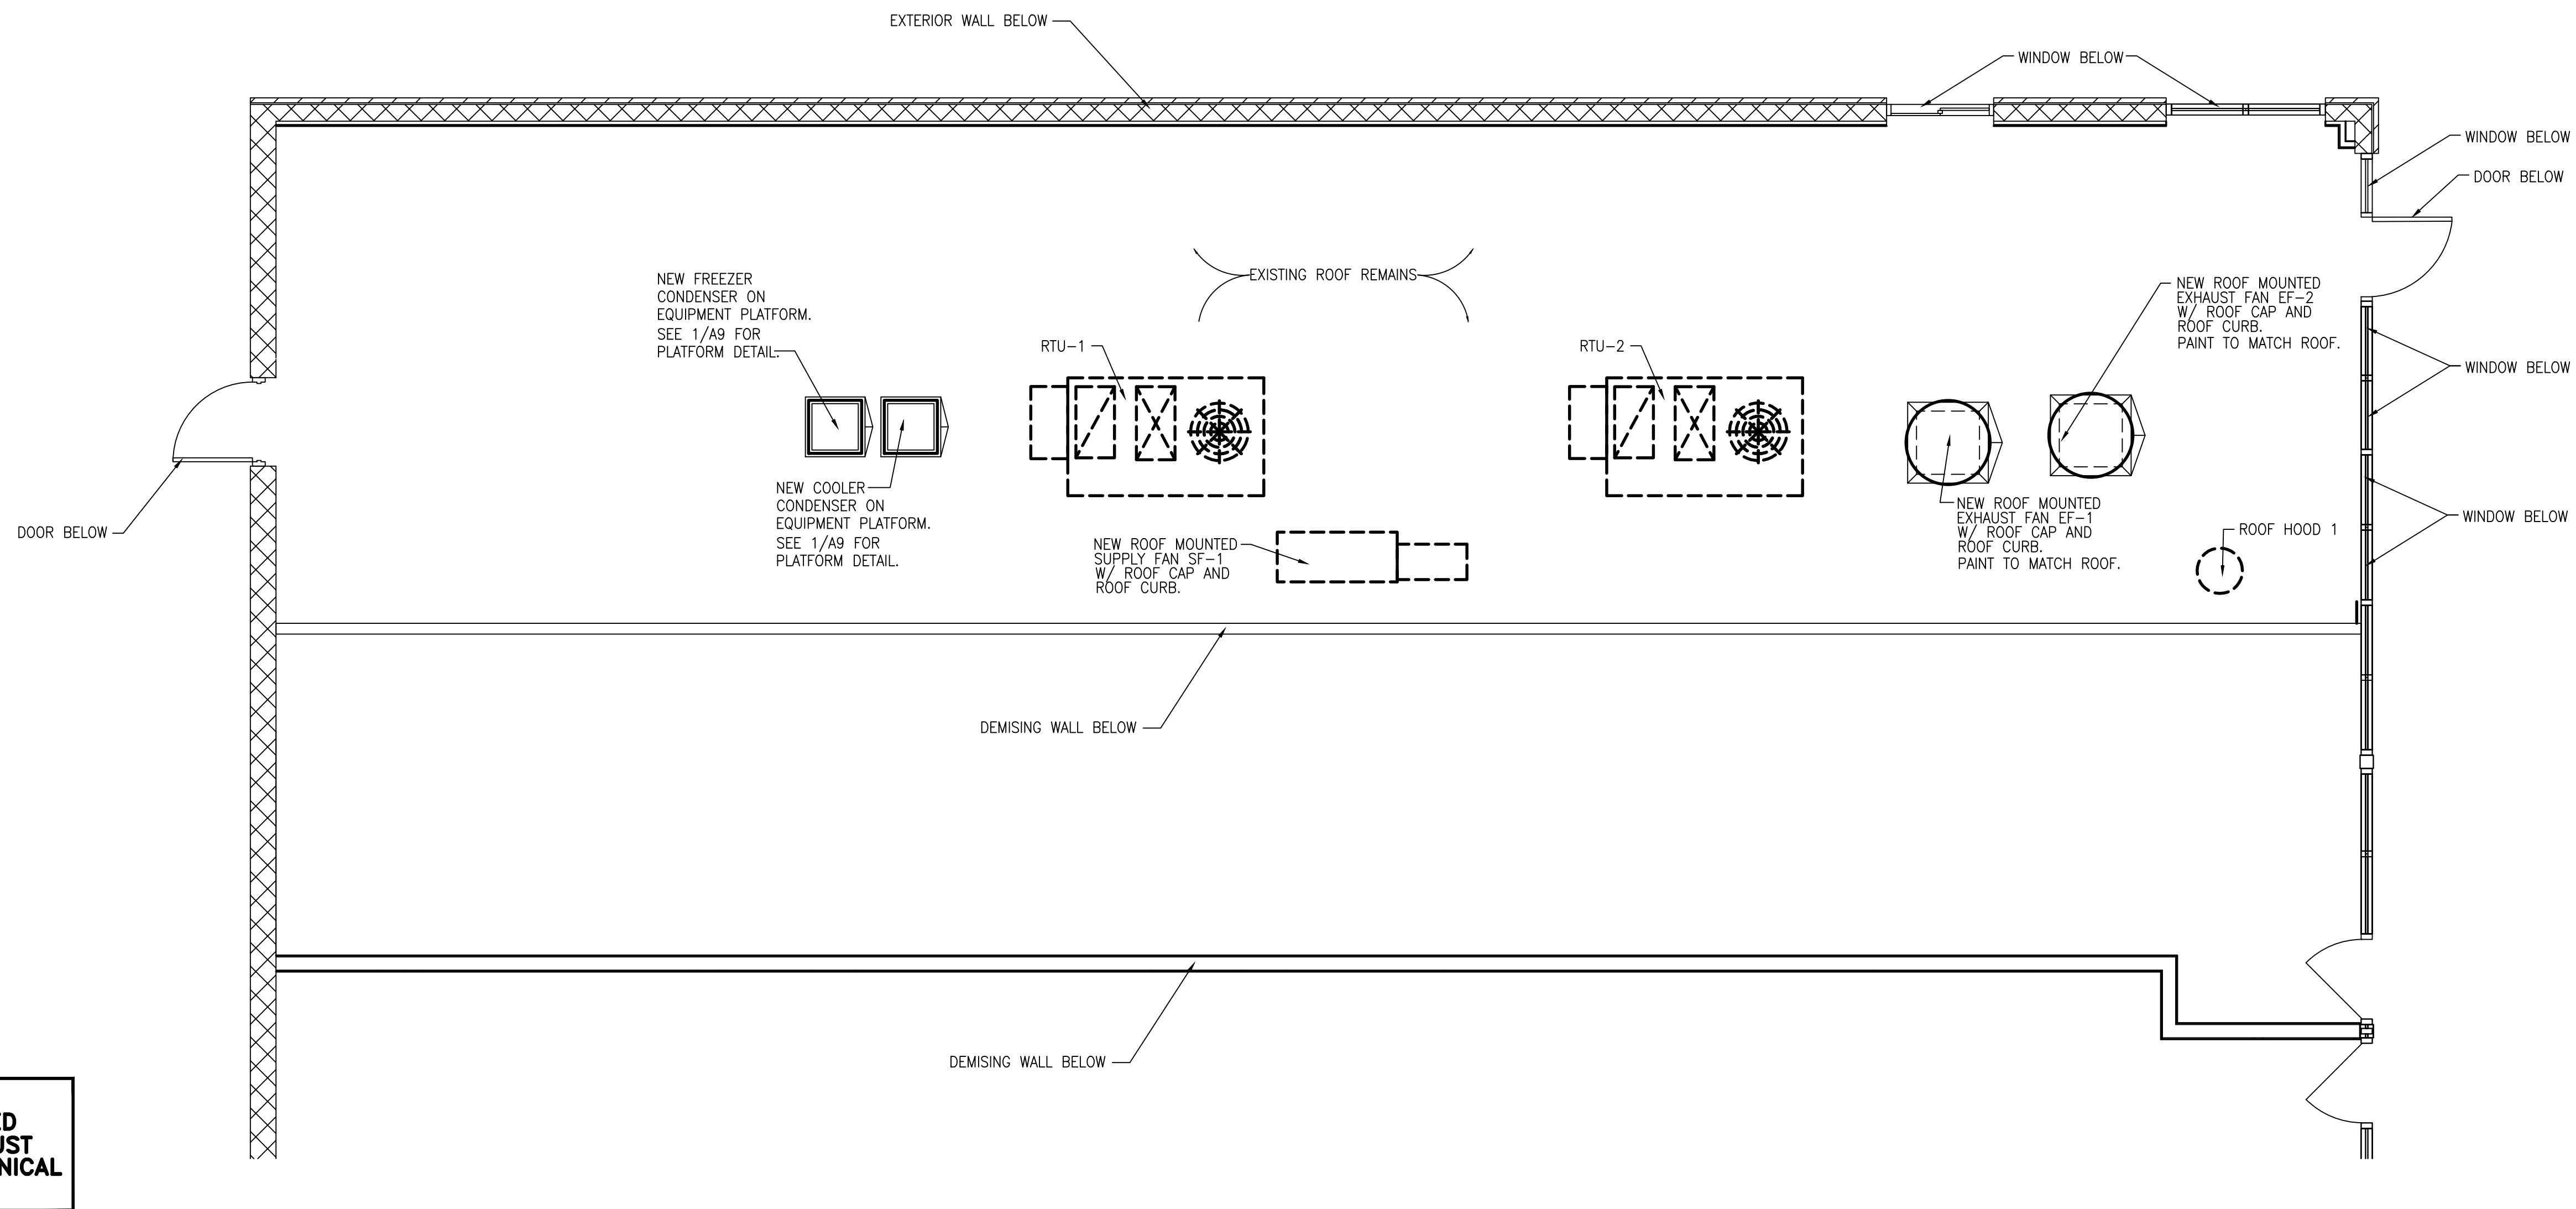 EXTERIOR WALL BELOW
WINDOW BELOW
WINDOW BELOW
DOOR BELOW
NEW FREEZER
CONDENSER ON
EQUIPMENT PLATFORM.
SEE 1/A9 FOR
PLATFORM DETAIL.
EXISTING ROOF REMAINS
NEW ROOF MOUNTED
EXHAUST FAN EF-2
W/ ROOF CAP AND
ROOF CURB.
PAINT TO MATCH ROOF.
RTU-1
RTU-2
WINDOW BELOW
NEW COOLER
CONDENSER ON
EQUIPMENT PLATFORM.
SEE 1/A9 FOR
PLATFORM DETAIL.
NEW ROOF MOUNTED
EXHAUST FAN EF-1
W/ ROOF CAP AND
ROOF CURB.
PAINT TO MATCH ROOF.
WINDOW BELOW
DOOR BELOW
NEW ROOF MOUNTED
SUPPLY FAN SF-1
W/ ROOF CAP AND
ROOF CURB.
ROOF HOOD 1
DEMISING WALL BELOW
DEMISING WALL BELOW
ED
UST
NICAL